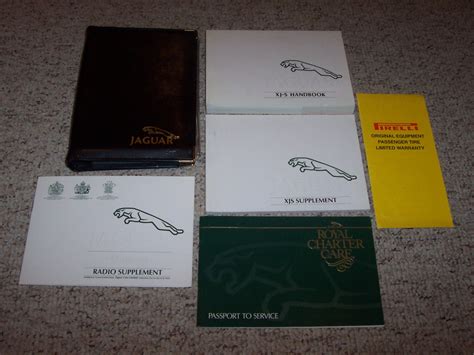 JAGUAR
XJ-S HANDBOOK
PIRELLI
ORIGINAL EQUIPMENT
PASSENGER TIRE
LIMITED WARRANTY
XJS SUPPLEMENT
RADIO SUPPLEMENT
ROYAL
CHARTER
CARE
PASSPORT TO SERVICE